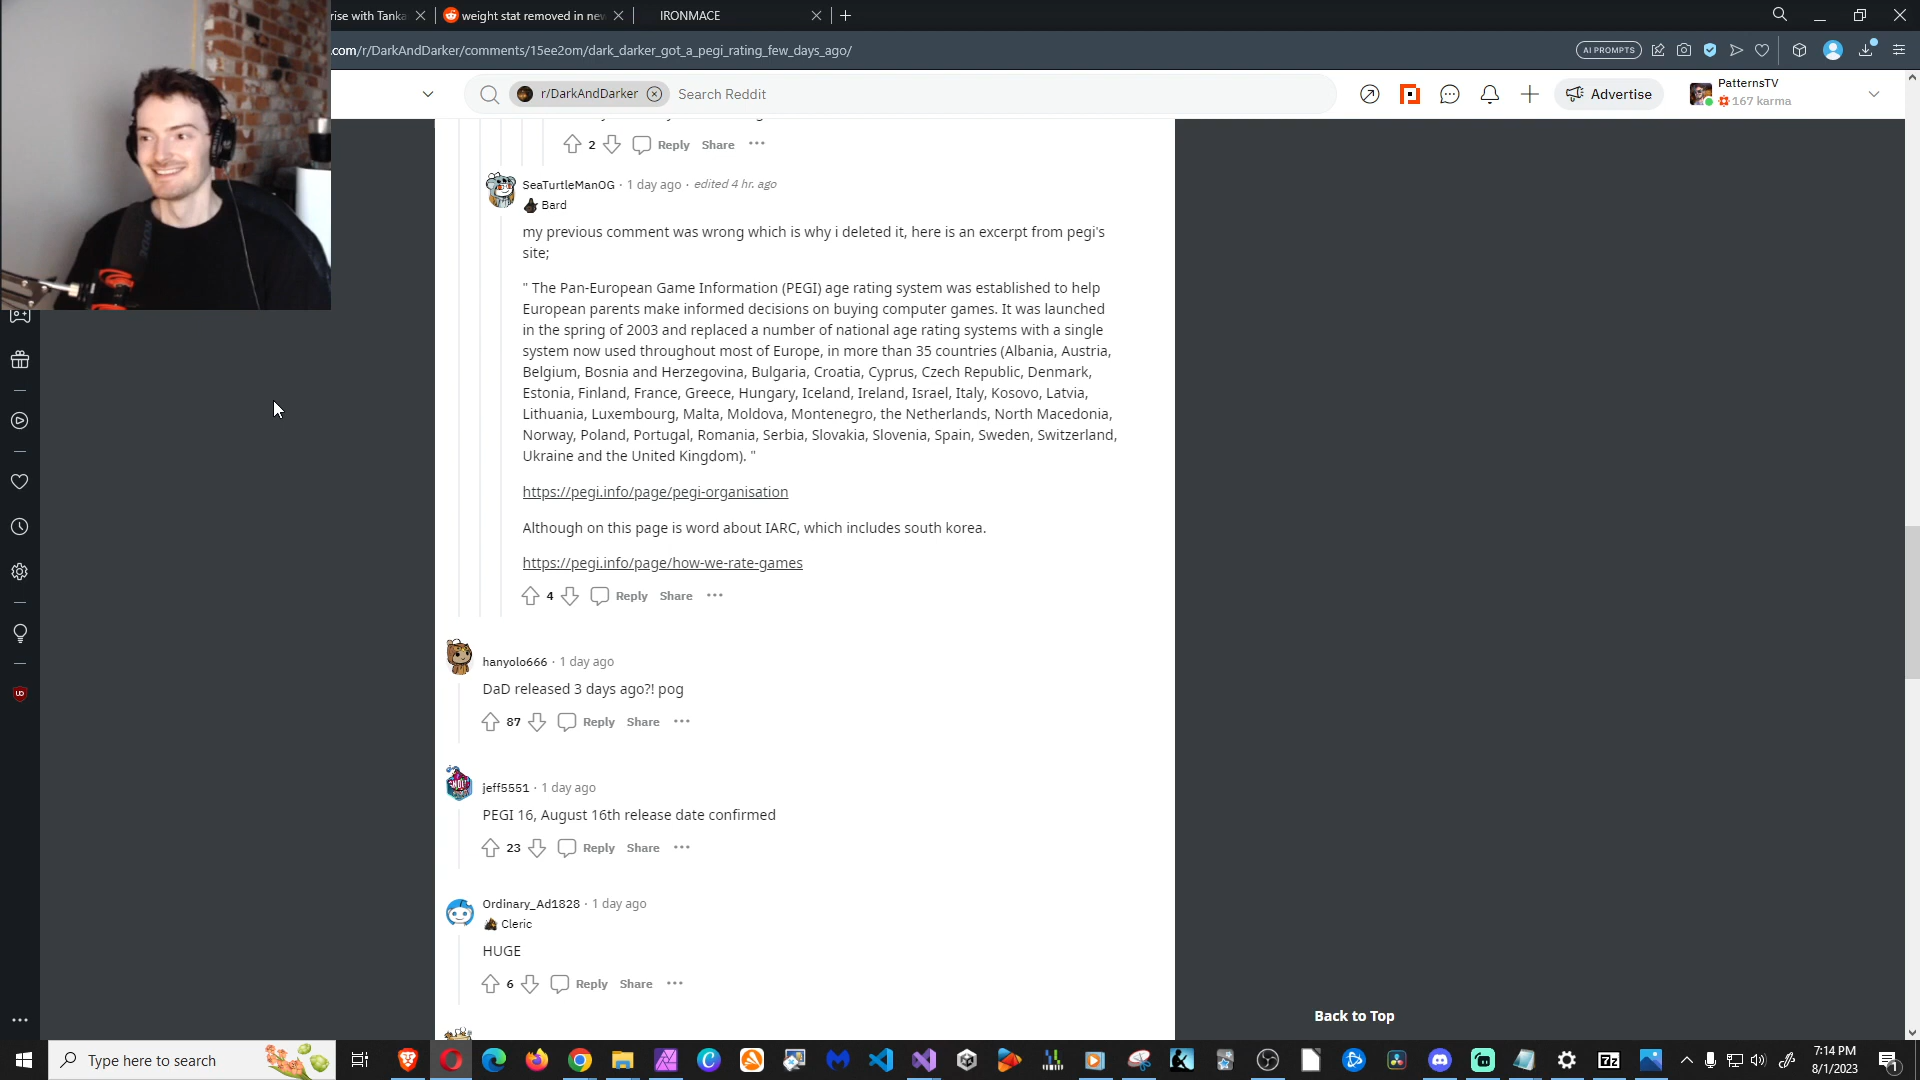 rise with Tanka
weight stat removed in nev
IRONMACE
.com/r/DarkAndDarker/comments/15ee2om/dark_darker_got_a_pegi_rating_few_days_ago/
AI PROMPTS
r/DarkAndDarker
Search Reddit
Advertise
PatternsTV
167 karma
2 Reply Share
SeaTurtleManOG · 1 day ago · edited 4 hr. ago
Bard
my previous comment was wrong which is why i deleted it, here is an excerpt from pegi's
site;
" The Pan-European Game Information (PEGI) age rating system was established to help
European parents make informed decisions on buying computer games. It was launched
in the spring of 2003 and replaced a number of national age rating systems with a single
system now used throughout most of Europe, in more than 35 countries (Albania, Austria,
Belgium, Bosnia and Herzegovina, Bulgaria, Croatia, Cyprus, Czech Republic, Denmark,
Estonia, Finland, France, Greece, Hungary, Iceland, Ireland, Israel, Italy, Kosovo, Latvia,
Lithuania, Luxembourg, Malta, Moldova, Montenegro, the Netherlands, North Macedonia,
Norway, Poland, Portugal, Romania, Serbia, Slovakia, Slovenia, Spain, Sweden, Switzerland,
Ukraine and the United Kingdom). "
https://pegi.info/page/pegi-organisation
Although on this page is word about IARC, which includes south korea.
https://pegi.info/page/how-we-rate-games
4 Reply Share
hanyolo666 · 1 day ago
DaD released 3 days ago?! pog
87 Reply Share
jeff5551 · 1 day ago
PEGI 16, August 16th release date confirmed
23 Reply Share
Ordinary_Ad1828 · 1 day ago
Cleric
HUGE
6 Reply Share
Back to Top
Type here to search
7:14 PM
8/1/2023